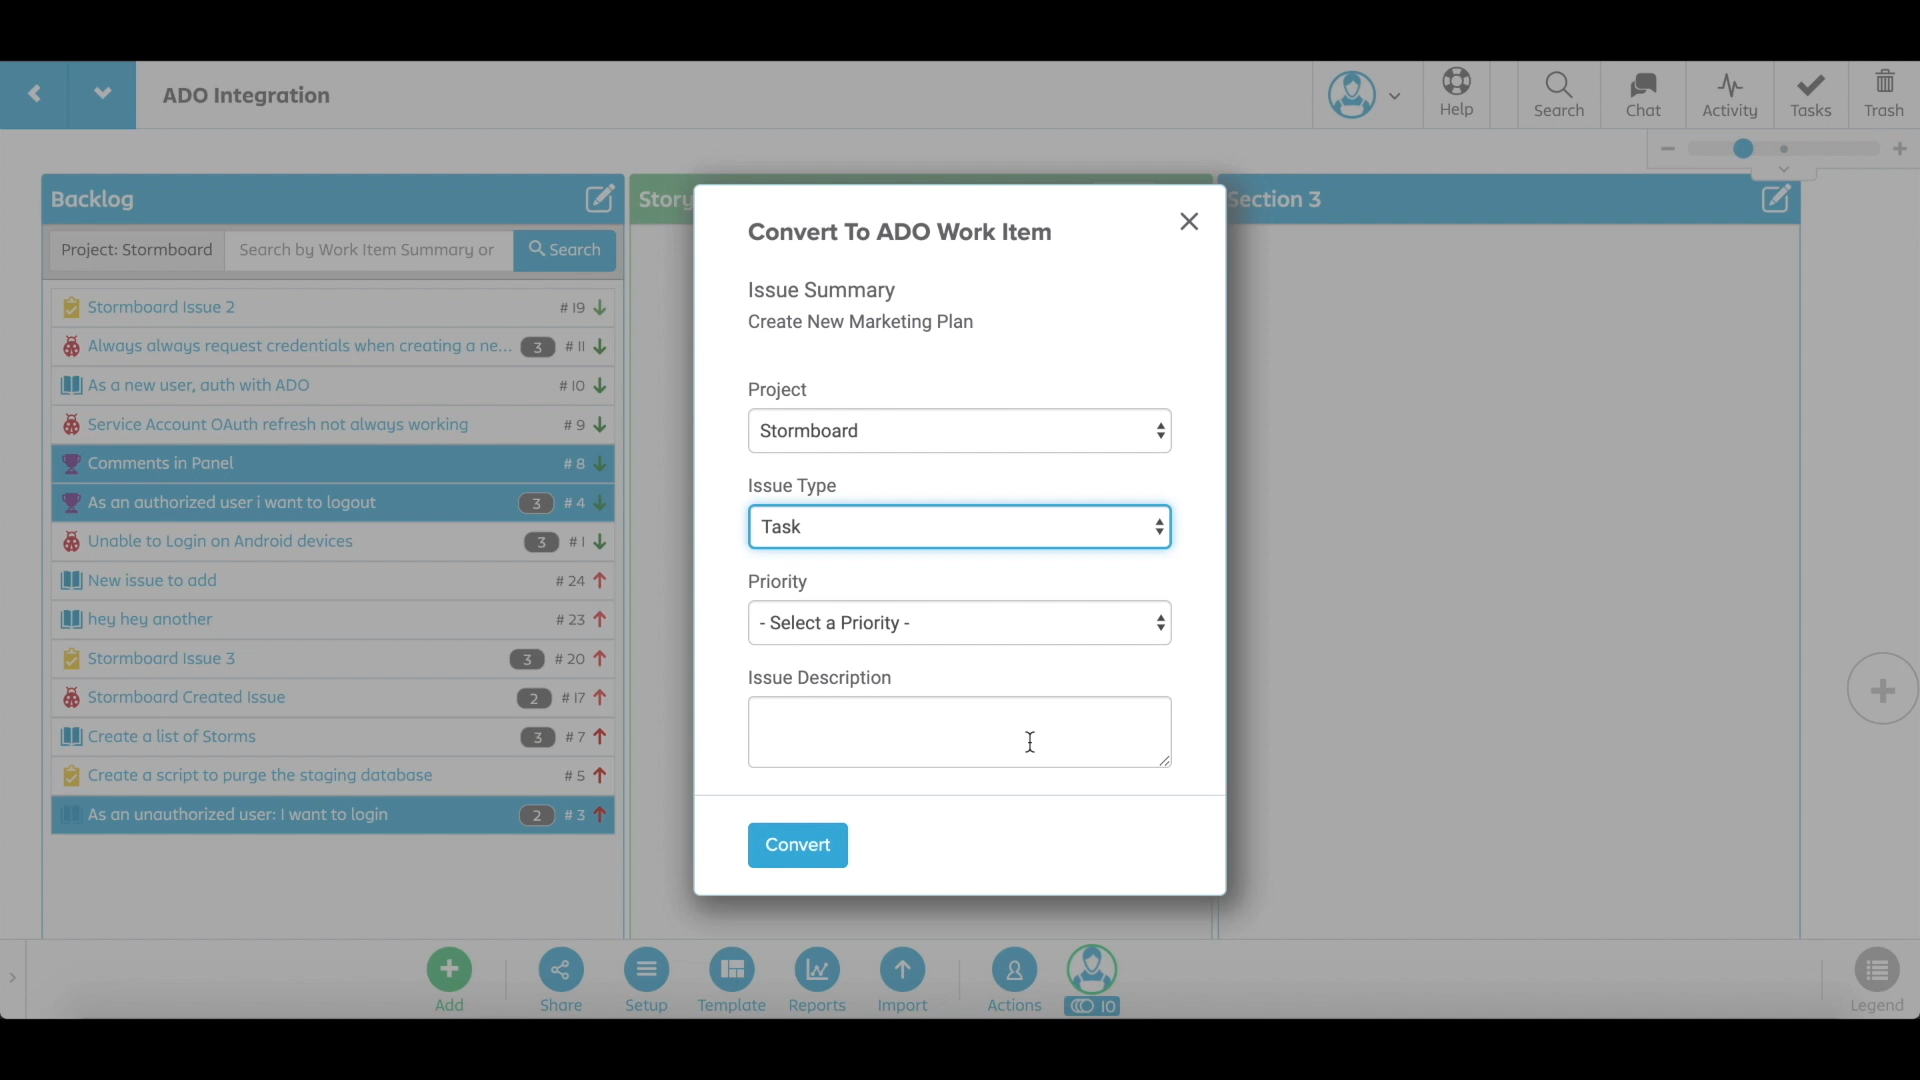 ADO Integration
Help
Search
Chat
Activity
Tasks
Trash
Backlog
Project: Stormboard
Search by Work Item Summary or
Search
Stormboard Issue 2 #19
Always always request credentials when creating a ne... 3 #11
As a new user, auth with ADO #10
Service Account OAuth refresh not always working #9
Comments in Panel #8
As an authorized user i want to logout 3 #4
Unable to Login on Android devices 3 #1
New issue to add #24
hey hey another #23
Stormboard Issue 3 3 #20
Stormboard Created Issue 2 #17
Create a list of Storms 3 #7
Create a script to purge the staging database #5
As an unauthorized user: I want to login 2 #3
Story
Section 3
Convert To ADO Work Item
Issue Summary
Create New Marketing Plan
Project
Stormboard
Issue Type
Task
Priority
- Select a Priority -
Issue Description
Convert
Add
Share
Setup
Template
Reports
Import
Actions
10
Legend